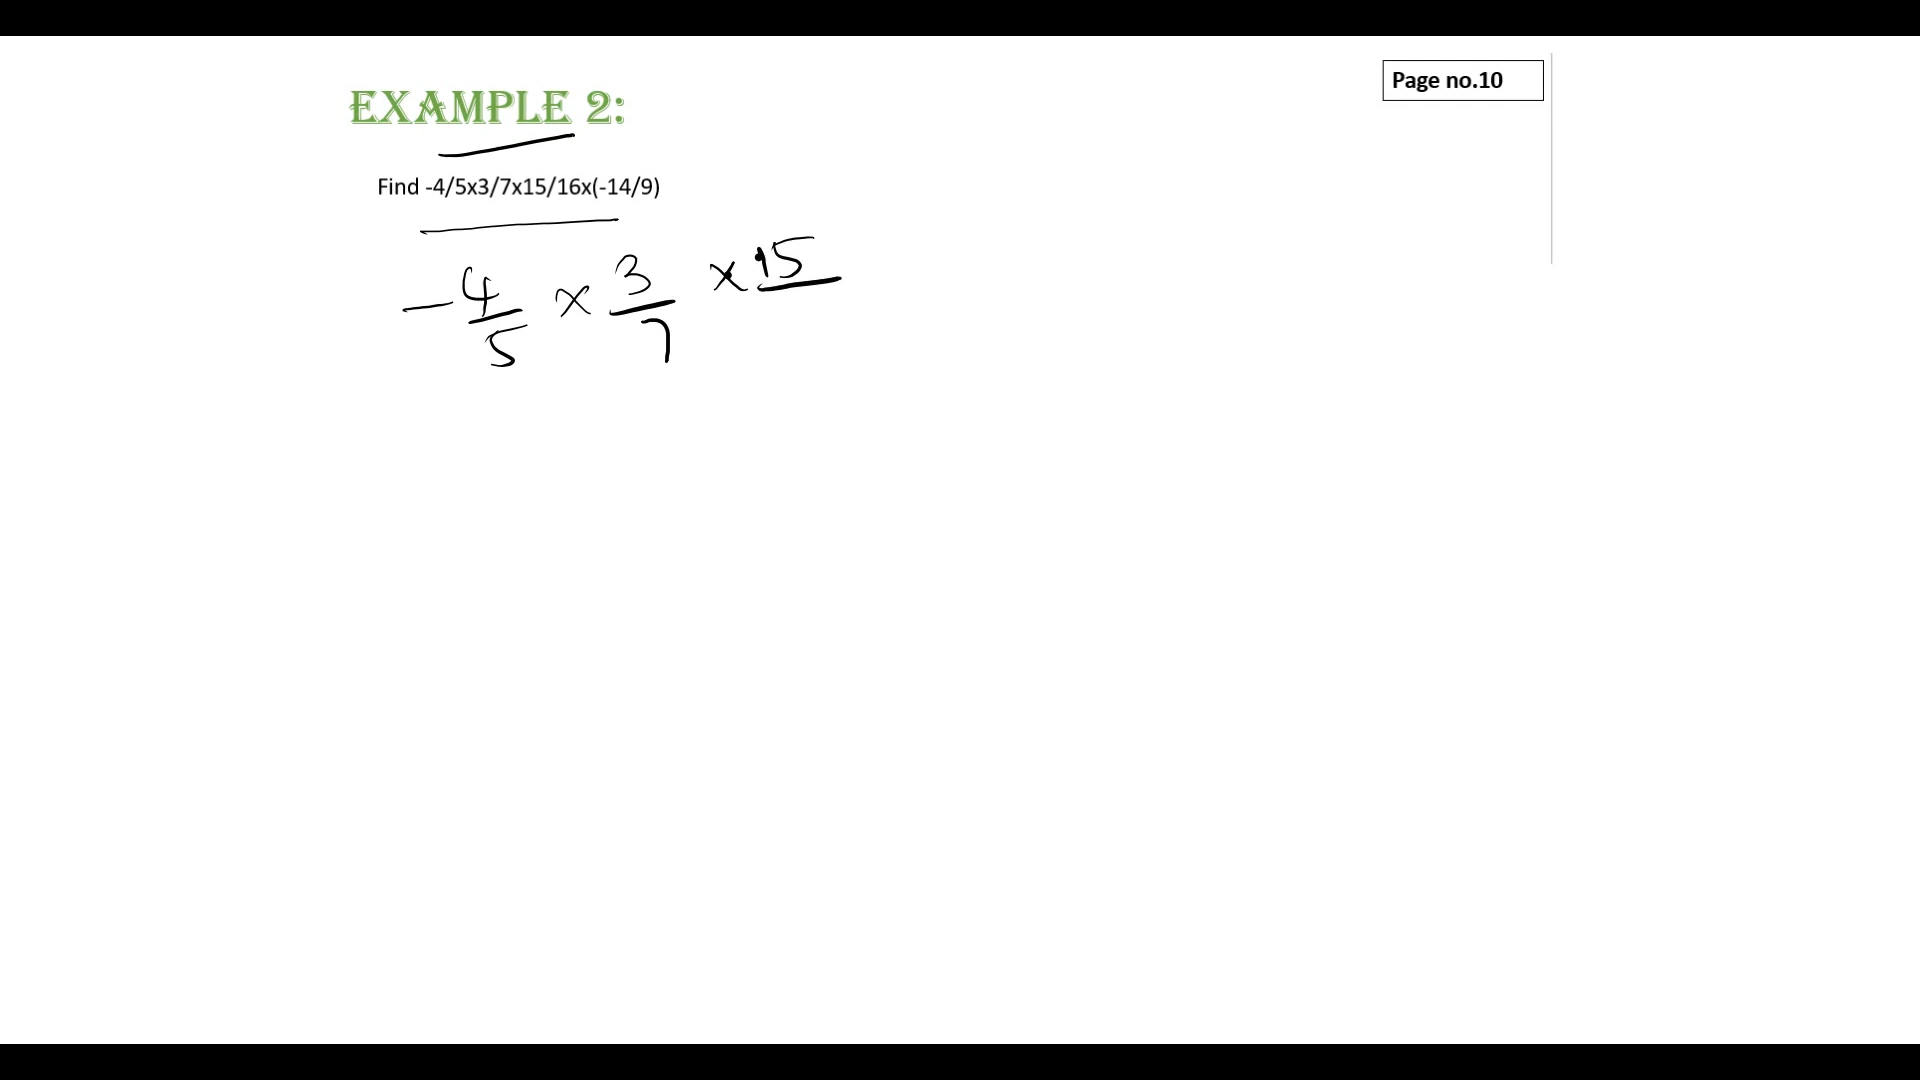 Page no.10
EXAMPLE 2:
Find -4/5x3/7x15/16x(-14/9)
-4/5 x 3/7 x 15/